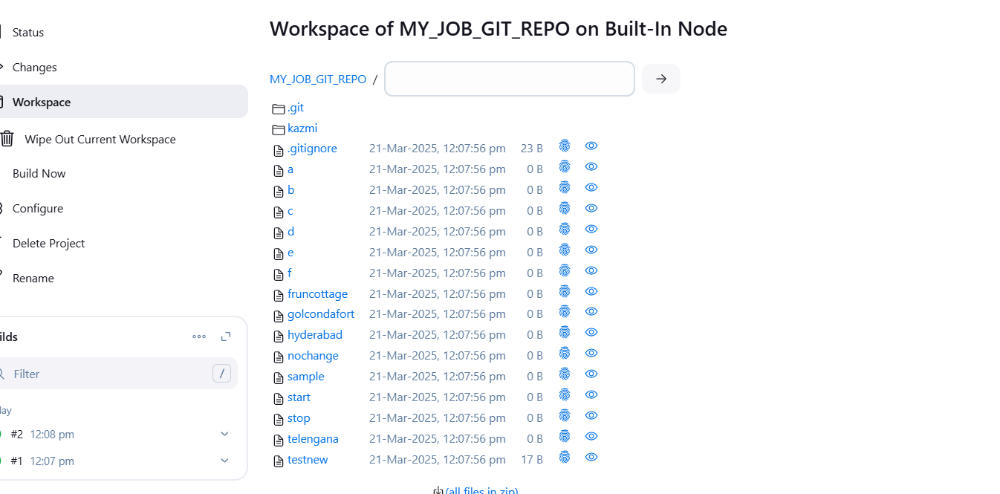 Status
Changes
Workspace
Wipe Out Current Workspace
Build Now
Configure
Delete Project
Rename
ilds
Filter /
lay
#2 12:08 pm
#1 12:07 pm
Workspace of MY_JOB_GIT_REPO on Built-In Node
MY_JOB_GIT_REPO /
.git
kazmi
.gitignore 21-Mar-2025, 12:07:56 pm 23 B
a 21-Mar-2025, 12:07:56 pm 0 B
b 21-Mar-2025, 12:07:56 pm 0 B
c 21-Mar-2025, 12:07:56 pm 0 B
d 21-Mar-2025, 12:07:56 pm 0 B
e 21-Mar-2025, 12:07:56 pm 0 B
f 21-Mar-2025, 12:07:56 pm 0 B
fruncottage 21-Mar-2025, 12:07:56 pm 0 B
golcondafort 21-Mar-2025, 12:07:56 pm 0 B
hyderabad 21-Mar-2025, 12:07:56 pm 0 B
nochange 21-Mar-2025, 12:07:56 pm 0 B
sample 21-Mar-2025, 12:07:56 pm 0 B
start 21-Mar-2025, 12:07:56 pm 0 B
stop 21-Mar-2025, 12:07:56 pm 0 B
telengana 21-Mar-2025, 12:07:56 pm 0 B
testnew 21-Mar-2025, 12:07:56 pm 17 B
(all files in zip)